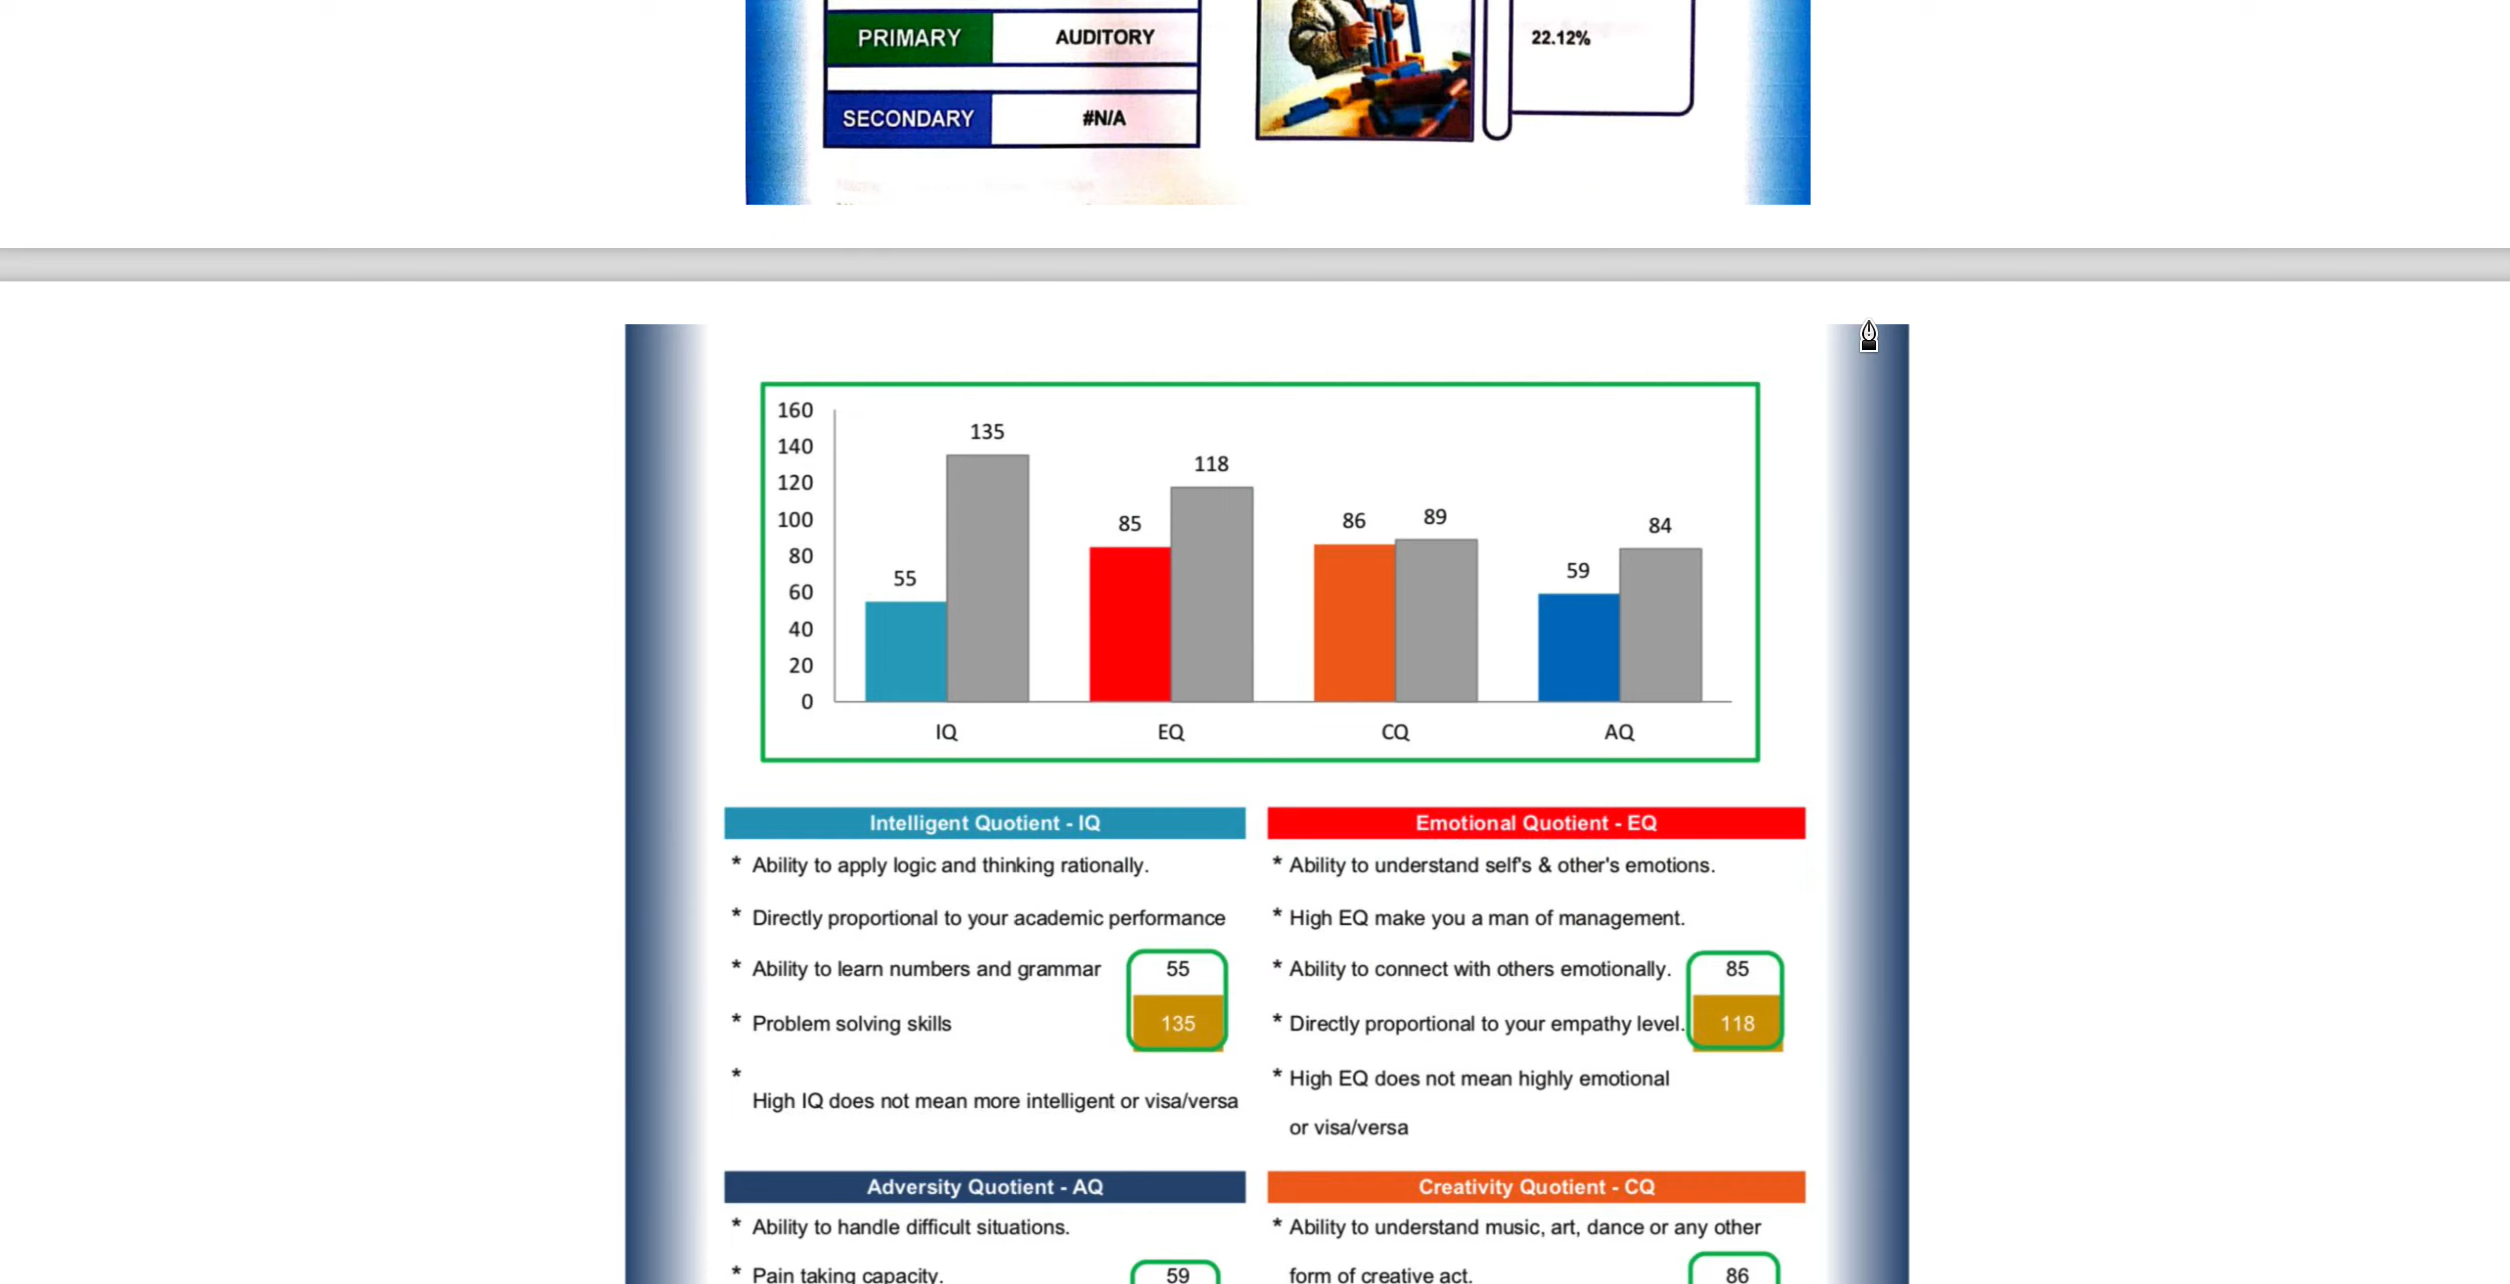 PRIMARY AUDITORY
22.12%
SECONDARY #N/A
160
140
120
100
80
60
40
20
0
55 135
85 118
86 89
59 84
IQ EQ CQ AQ
Intelligent Quotient - IQ
* Ability to apply logic and thinking rationally.
* Directly proportional to your academic performance
* Ability to learn numbers and grammar 55
* Problem solving skills 135
*
High IQ does not mean more intelligent or visa/versa
Emotional Quotient - EQ
* Ability to understand self's & other's emotions.
* High EQ make you a man of management.
* Ability to connect with others emotionally. 85
* Directly proportional to your empathy level. 118
* High EQ does not mean highly emotional
or visa/versa
Adversity Quotient - AQ
* Ability to handle difficult situations.
* Pain taking capacity. 59
Creativity Quotient - CQ
* Ability to understand music, art, dance or any other
form of creative act. 86